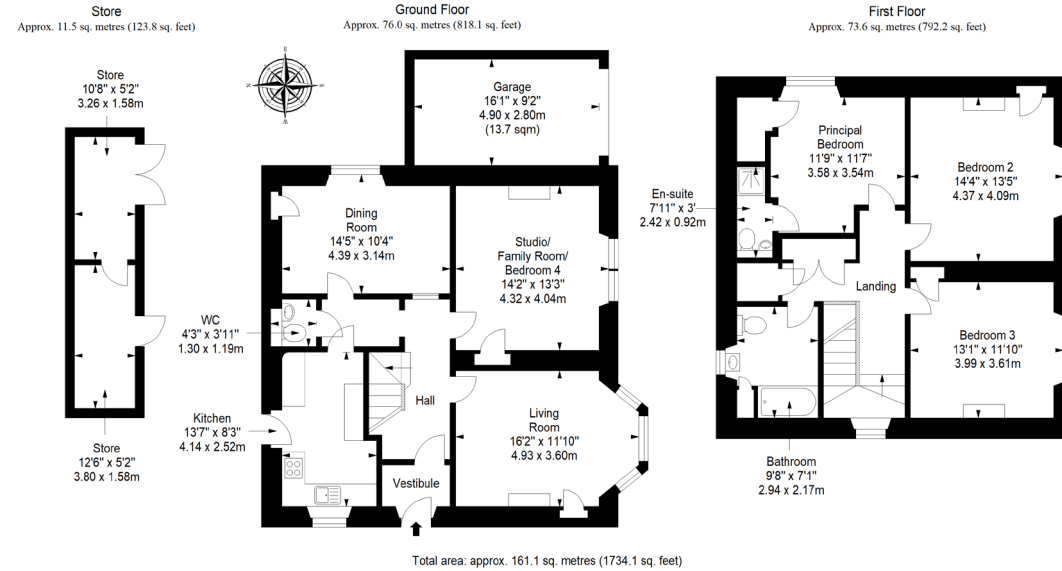 Store
Approx. 11.5 sq. metres (123.8 sq. feet)
Store
10'8" x 5'2"
3.26 x 1.58m
Store
12'6" x 5'2"
3.80 x 1.58m
Ground Floor
Approx. 76.0 sq. metres (818.1 sq. feet)
E
N
S
W
Garage
16'1" x 9'2"
4.90 x 2.80m
(13.7 sqm)
Dining
Room
14'5" x 10'4"
4.39 x 3.14m
Studio/
Family Room/
Bedroom 4
14'2" x 13'3"
4.32 x 4.04m
WC
4'3" x 3'11"
1.30 x 1.19m
Kitchen
13'7" x 8'3"
4.14 x 2.52m
Hall
Living
Room
16'2" x 11'10"
4.93 x 3.60m
Vestibule
First Floor
Approx. 73.6 sq. metres (792.2 sq. feet)
Principal
Bedroom
11'9" x 11'7"
3.58 x 3.54m
Bedroom 2
14'4" x 13'5"
4.37 x 4.09m
En-suite
7'11" x 3'
2.42 x 0.92m
Landing
Bedroom 3
13'1" x 11'10"
3.99 x 3.61m
Bathroom
9'8" x 7'1"
2.94 x 2.17m
Total area: approx. 161.1 sq. metres (1734.1 sq. feet)